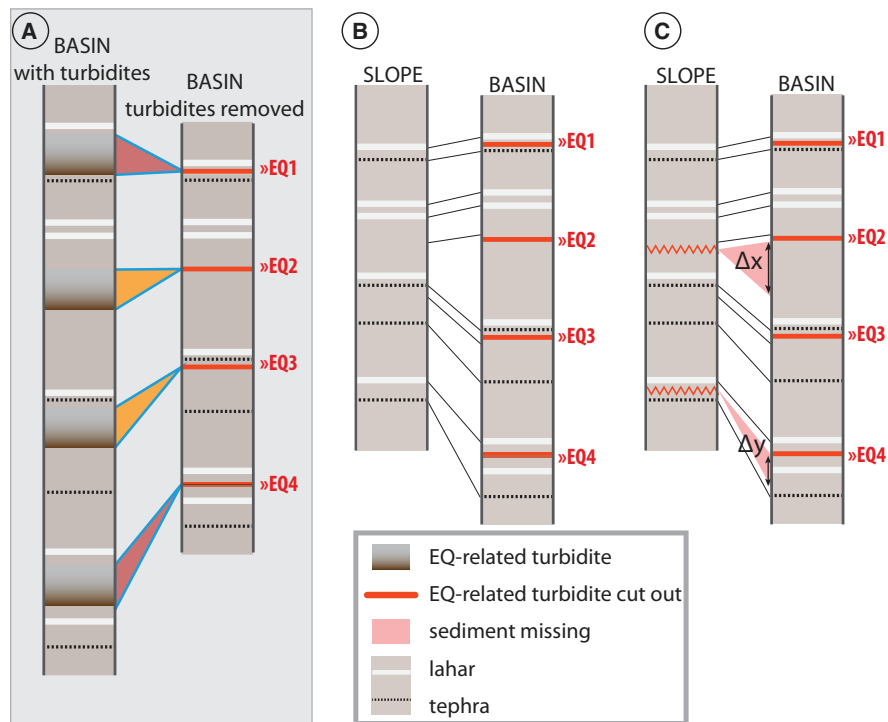 A
BASIN
with turbidites
BASIN
turbidites removed
»EQ1
»EQ2
»EQ3
»EQ4
B
SLOPE
BASIN
»EQ1
»EQ2
»EQ3
»EQ4
C
SLOPE
BASIN
»EQ1
»EQ2
Δx
»EQ3
Δy
»EQ4
EQ-related turbidite
EQ-related turbidite cut out
sediment missing
lahar
tephra